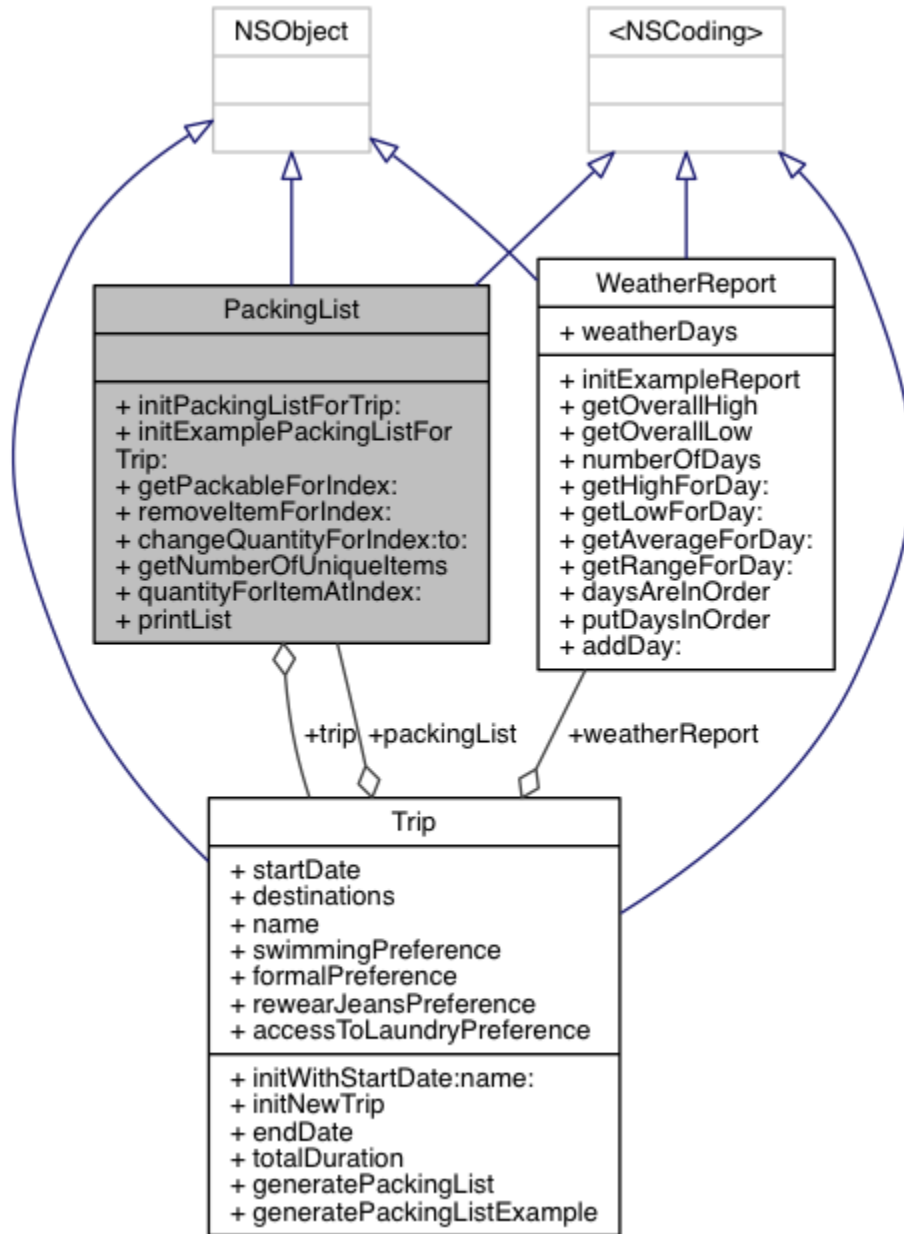 NSObject
<NSCoding>
PackingList
+ initPackingListForTrip:
+ initExamplePackingListFor
Trip:
+ getPackableForIndex:
+ removeItemForIndex:
+ changeQuantityForIndex:to:
+ getNumberOfUniqueItems
+ quantityForItemAtIndex:
+ printList
WeatherReport
+ weatherDays
+ initExampleReport
+ getOverallHigh
+ getOverallLow
+ numberOfDays
+ getHighForDay:
+ getLowForDay:
+ getAverageForDay:
+ getRangeForDay:
+ daysAreInOrder
+ putDaysInOrder
+ addDay:
+trip
+packingList
+weatherReport
Trip
+ startDate
+ destinations
+ name
+ swimmingPreference
+ formalPreference
+ rewearJeansPreference
+ accessToLaundryPreference
+ initWithStartDate:name:
+ initNewTrip
+ endDate
+ totalDuration
+ generatePackingList
+ generatePackingListExample